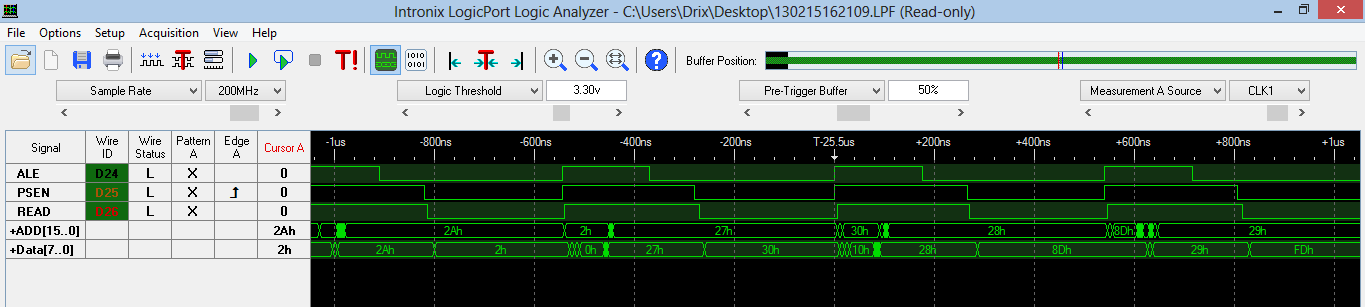 Intronix LogicPort Logic Analyzer - C:\Users\Drix\Desktop\130215162109.LPF (Read-only)
File Options Setup Acquisition View Help
T! 1010 0101 ? Buffer Position:
Sample Rate 200MHz Logic Threshold 3.30v Pre-Trigger Buffer 50% Measurement A Source CLK1
Signal Wire ID Wire Status Pattern A Edge A Cursor A -1us -800ns -600ns -400ns -200ns T-25.5us +200ns +400ns +600ns +800ns +1us
ALE D24 L X 0
PSEN D25 L X 0
READ D26 L X 0
+ADD[15..0] 2Ah 2Ah 2h 27h 30h 28h 8Dh 29h
+Data[7..0] 2h 2Ah 2h 0h 27h 30h 10h 28h 8Dh 29h FDh